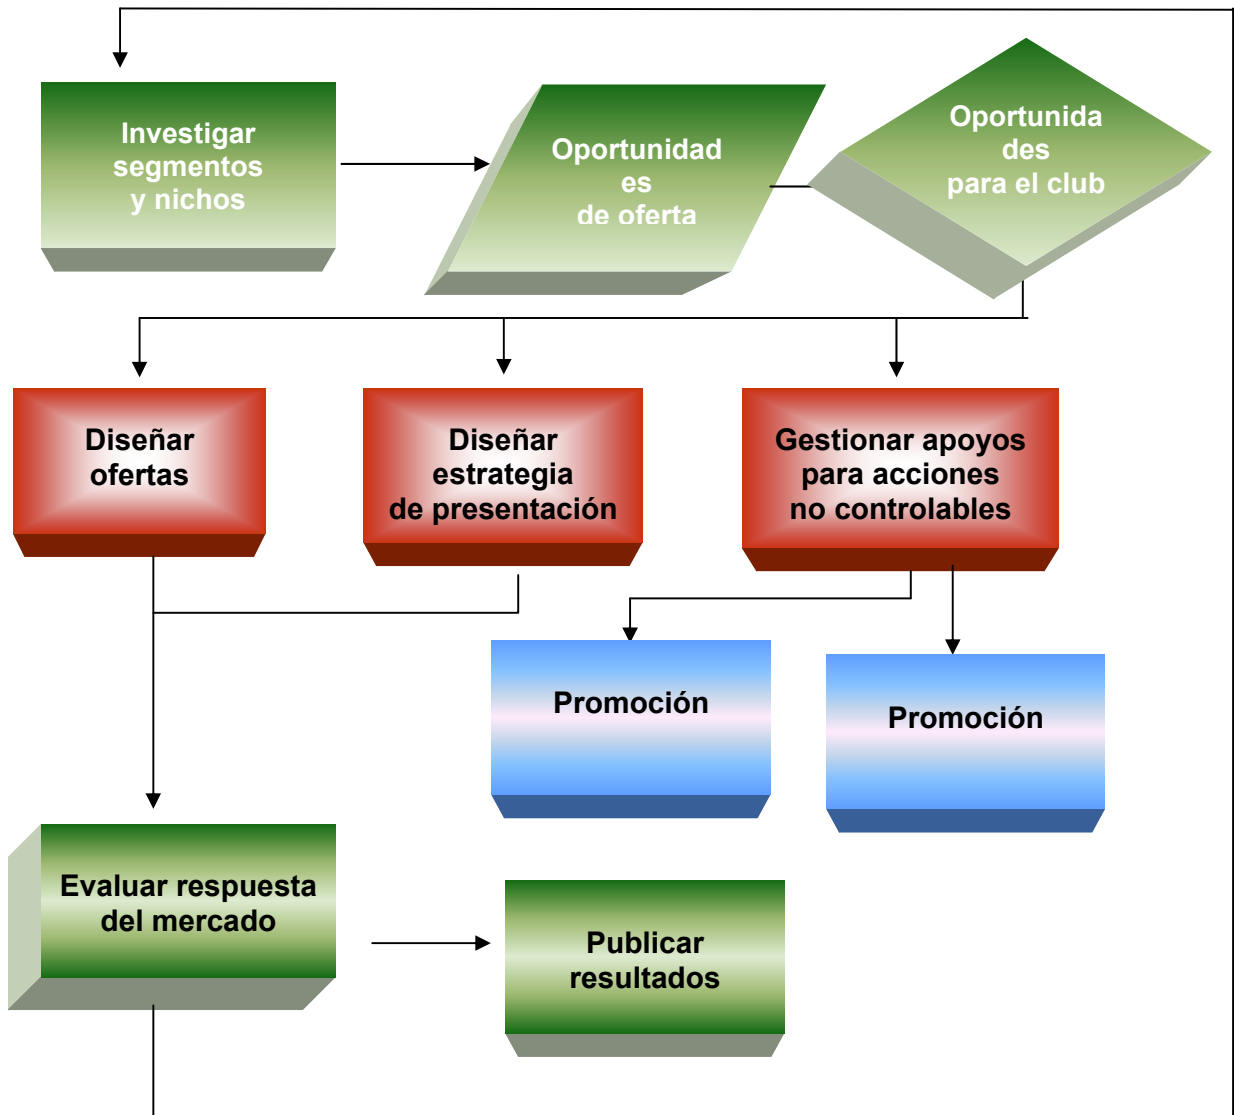 Investigar
segmentos
y nichos
Oportunidad
es
de oferta
Oportunida
des
para el club
Diseñar
ofertas
Diseñar
estrategia
de presentación
Gestionar apoyos
para acciones
no controlables
Promoción
Promoción
Evaluar respuesta
del mercado
Publicar
resultados